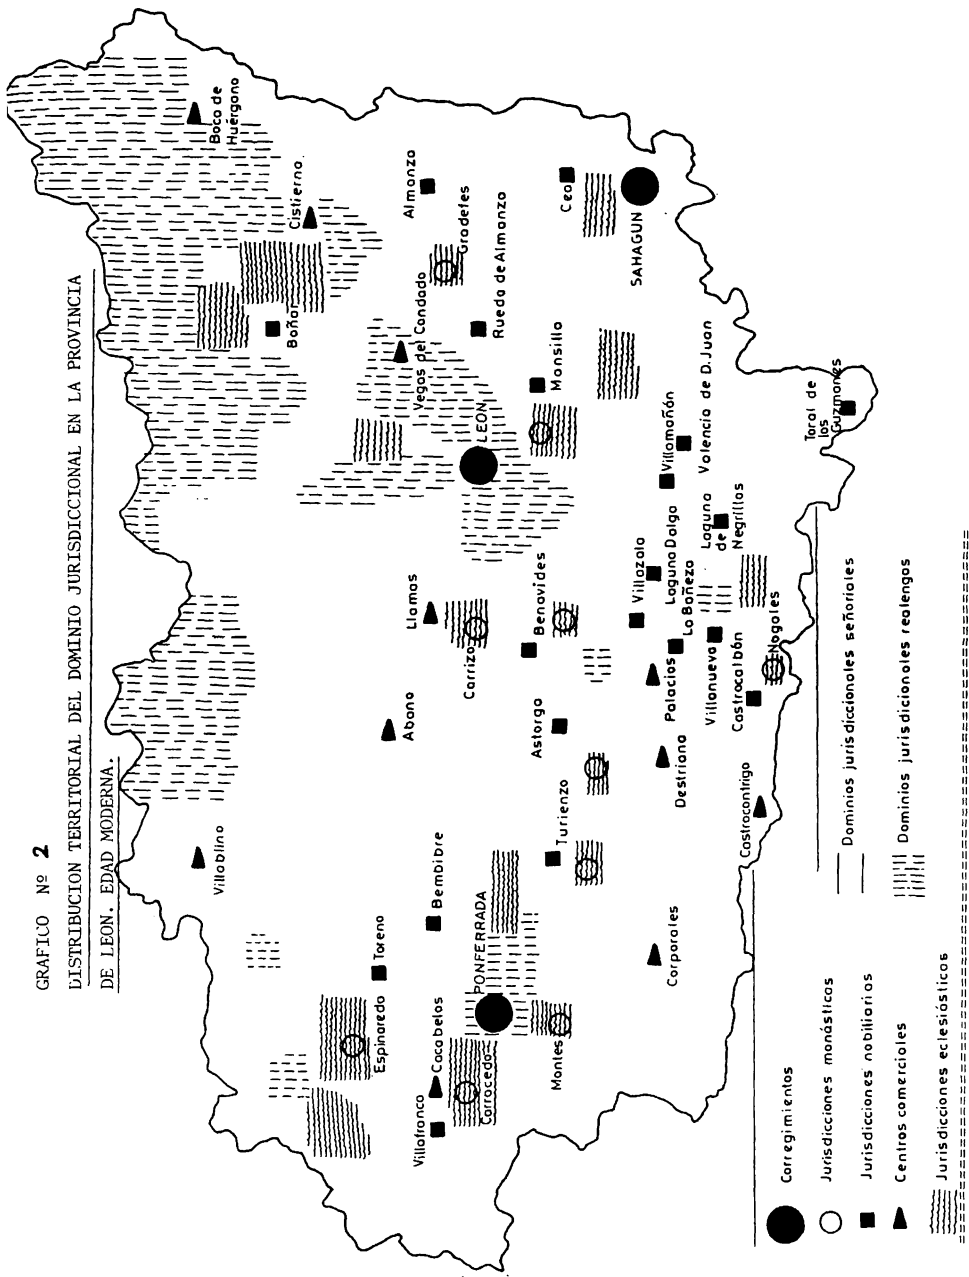 GRAFICO Nº 2
DISTRIBUCION TERRITORIAL DEL DOMINIO JURISDICCIONAL EN LA PROVINCIA
DE LEON. EDAD MODERNA.
Boca de
Huérgano
Cistierna
Almanza
Gradefes
Rueda de Almanza
Cea
SAHAGUN
Boñar
Vegas del Condado
Mansilla
LEON
Villamañán
Valencia de D. Juan
Toral de
los
Guzmanes
Laguna
de
Negrillos
Laguna Dalga
Villazala
La Bañeza
Llamas
Benavides
Carrizo
Abano
Astorga
Palacios
Villanueva
Castrocalbón
Nogales
Destriana
Castrocontrigo
Turienzo
Villablino
Bembibre
Toreno
PONFERRADA
Corporales
Espinareda
Cacabelos
Villafranca
Carracedo
Montes
Corregimientos
Jurisdicciones monásticas
Jurisdicciones nobiliarias
Centros comerciales
Jurisdicciones eclesiásticas
Dominios jurisdiccionales señoriales
Dominios jurisdicionales realengos